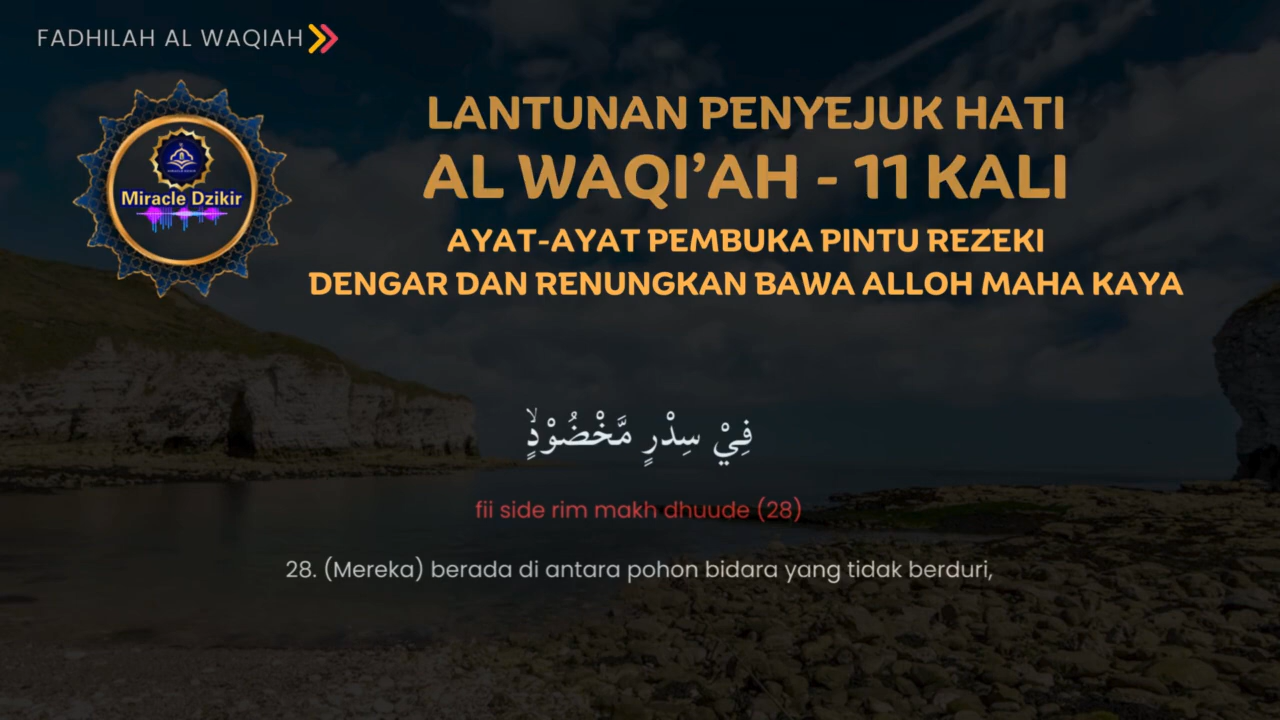 FADHILAH AL WAQIAH
Miracle Dzikir
LANTUNAN PENYEJUK HATI
AL WAQI'AH - 11 KALI
AYAT-AYAT PEMBUKA PINTU REZEKI
DENGAR DAN RENUNGKAN BAWA ALLOH MAHA KAYA
فِيْ سِدْرٍ مَّخْضُوْدٍۙ
fii side rim makh dhuude (28)
28. (Mereka) berada di antara pohon bidara yang tidak berduri,